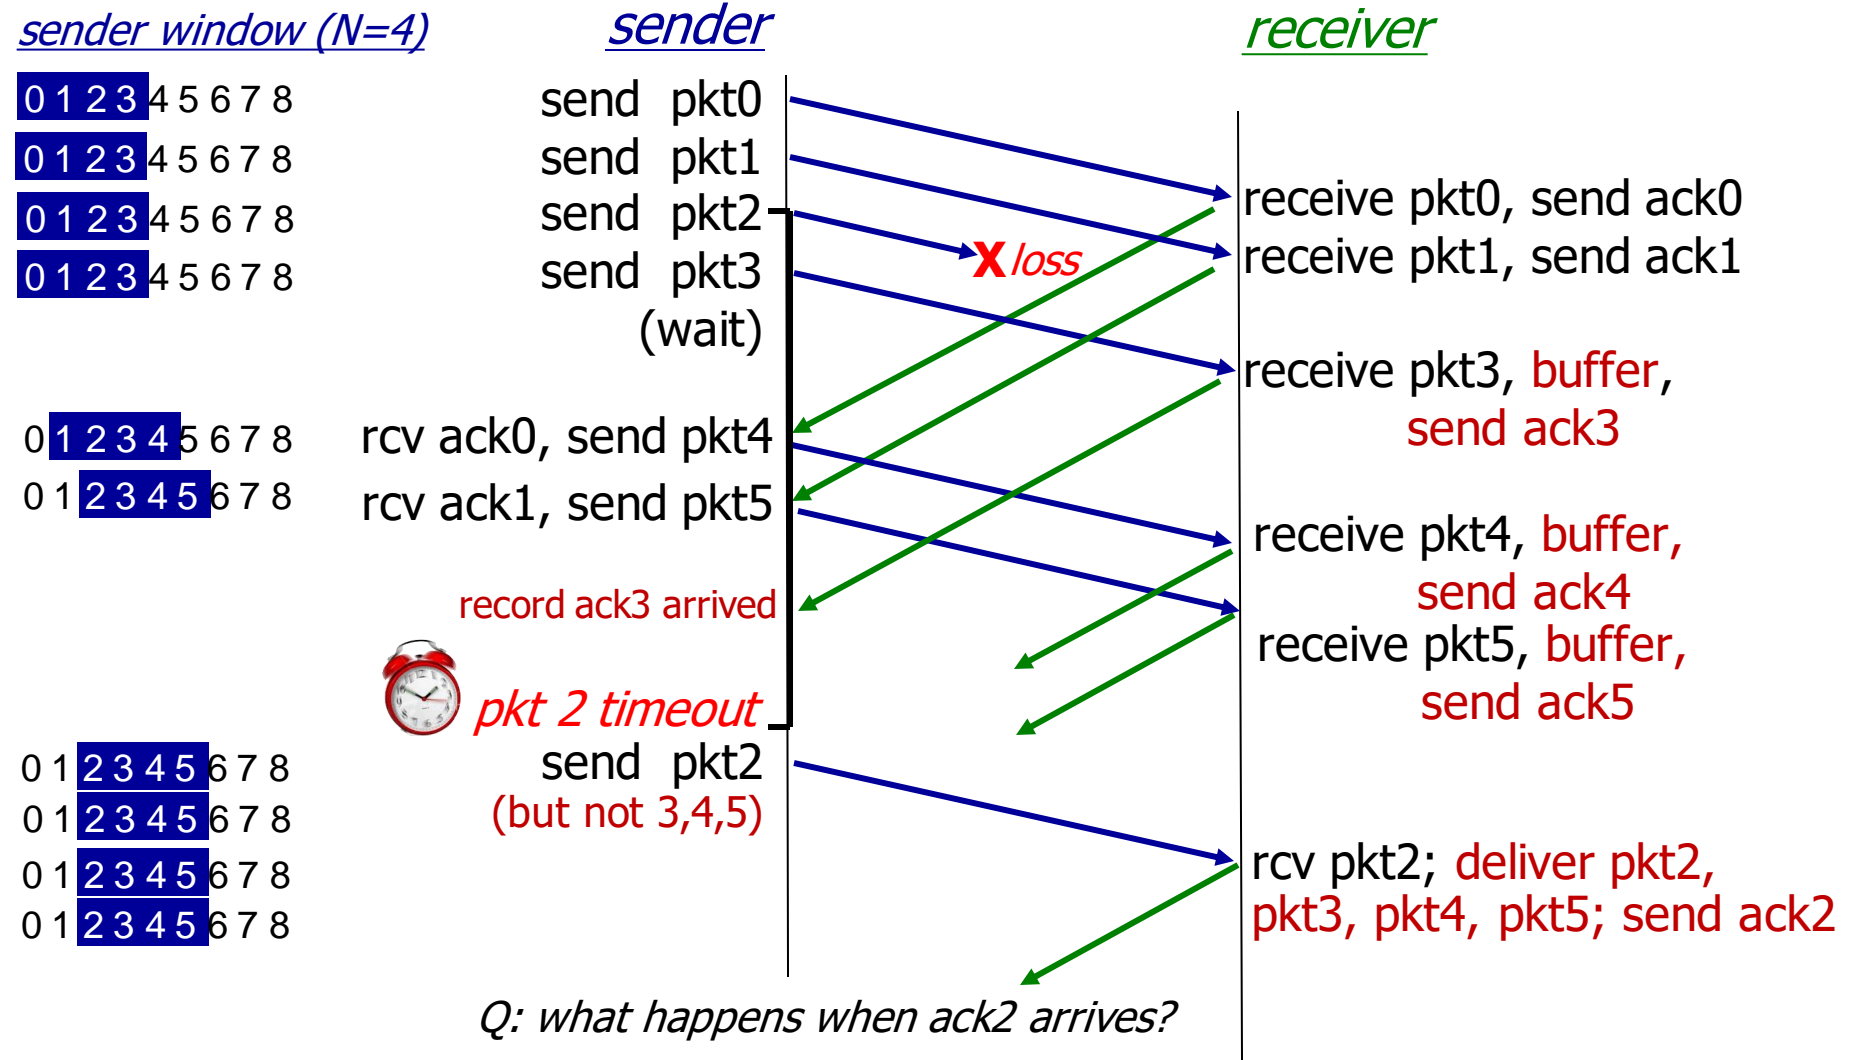 sender window (N=4) sender receiver
0 1 2 3 4 5 6 7 8 send pkt0
0 1 2 3 4 5 6 7 8 send pkt1
receive pkt0, send ack0
0 1 2 3 4 5 6 7 8 send pkt2
X loss
receive pkt1, send ack1
0 1 2 3 4 5 6 7 8 send pkt3
(wait)
receive pkt3, buffer,
send ack3
0 1 2 3 4 5 6 7 8 rcv ack0, send pkt4
0 1 2 3 4 5 6 7 8 rcv ack1, send pkt5
receive pkt4, buffer,
send ack4
record ack3 arrived
receive pkt5, buffer,
send ack5
pkt 2 timeout
0 1 2 3 4 5 6 7 8 send pkt2
0 1 2 3 4 5 6 7 8 (but not 3,4,5)
0 1 2 3 4 5 6 7 8 rcv pkt2; deliver pkt2,
0 1 2 3 4 5 6 7 8 pkt3, pkt4, pkt5; send ack2
Q: what happens when ack2 arrives?